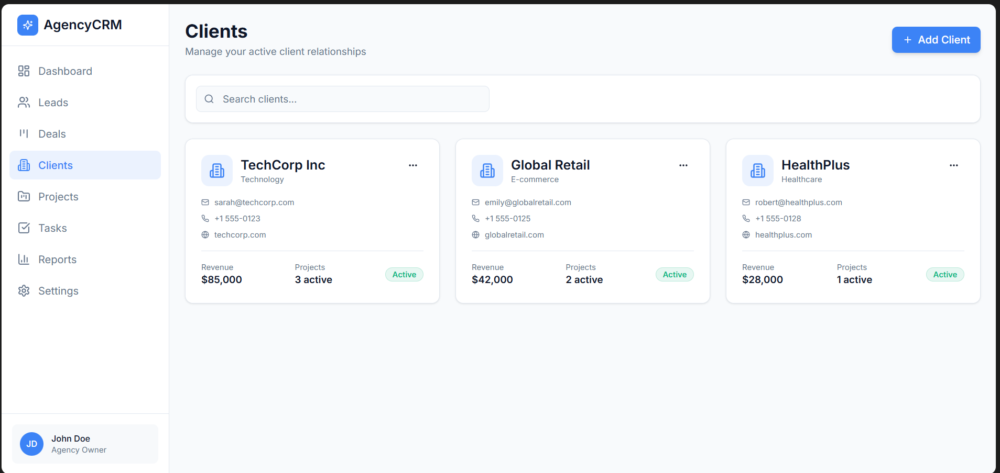 AgencyCRM
Dashboard
Leads
Deals
Clients
Projects
Tasks
Reports
Settings
JD
John Doe
Agency Owner
Clients
Manage your active client relationships
+ Add Client
Search clients...
TechCorp Inc
Technology
sarah@techcorp.com
+1 555-0123
techcorp.com
Revenue
$85,000
Projects
3 active
Active
Global Retail
E-commerce
emily@globalretail.com
+1 555-0125
globalretail.com
Revenue
$42,000
Projects
2 active
Active
HealthPlus
Healthcare
robert@healthplus.com
+1 555-0128
healthplus.com
Revenue
$28,000
Projects
1 active
Active